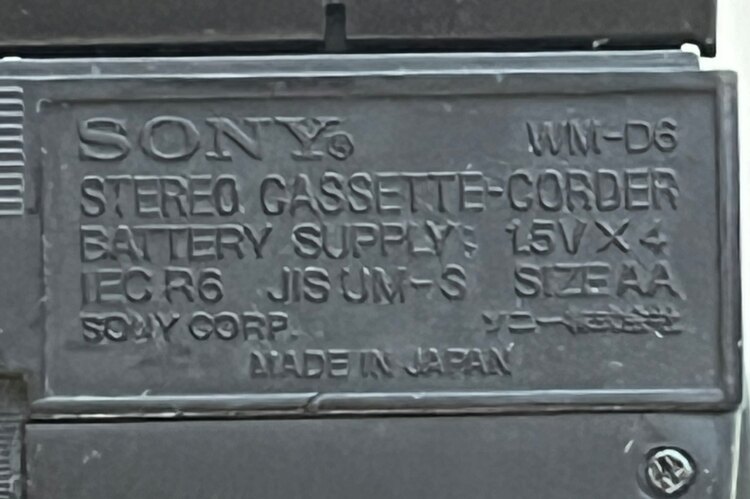 SONY® WM-D6
STEREO CASSETTE-CORDER
BATTERY SUPPLY: 1.5V X 4
IEC R6 JIS UM-3 SIZE AA
SONY CORP. ソニー株式会社
MADE IN JAPAN